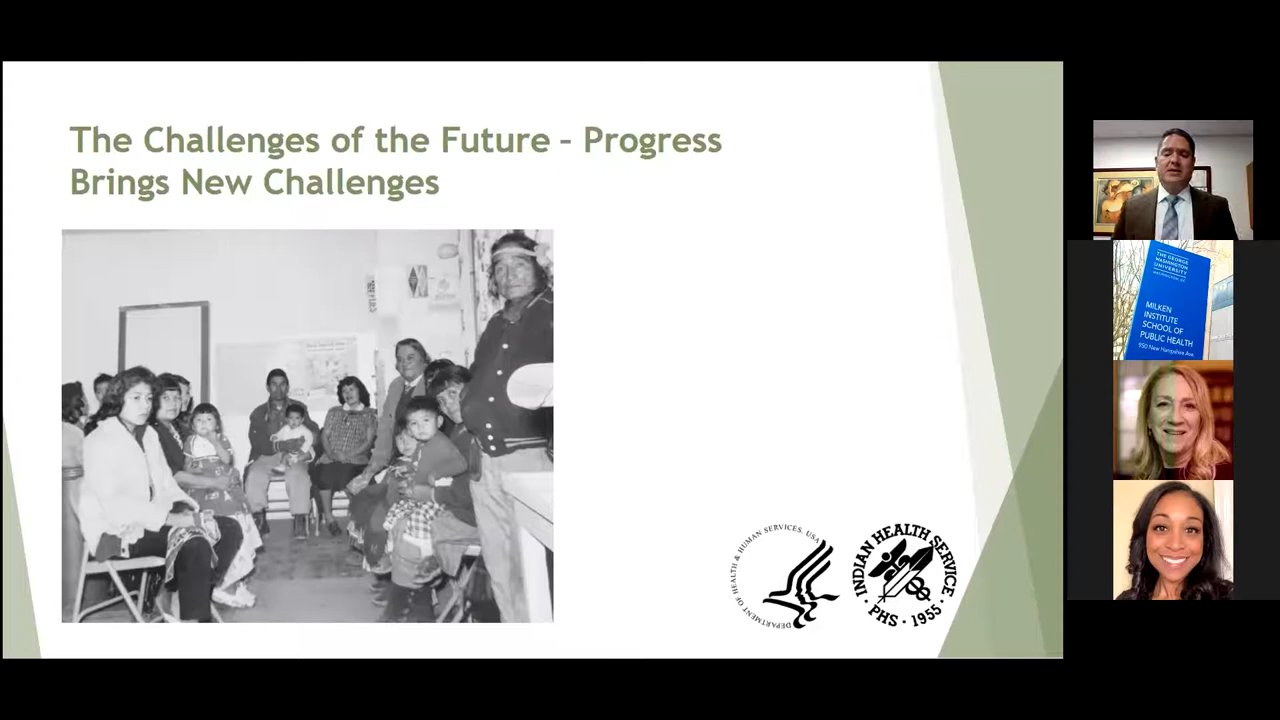 The Challenges of the Future – Progress
Brings New Challenges
DEPARTMENT OF HEALTH & HUMAN SERVICES. USA
INDIAN HEALTH SERVICE
· PHS · 1955 ·
THE GEORGE
WASHINGTON
UNIVERSITY
WASHINGTON, DC
MILKEN
INSTITUTE
SCHOOL OF
PUBLIC HEALTH
950 New Hampshire Ave.